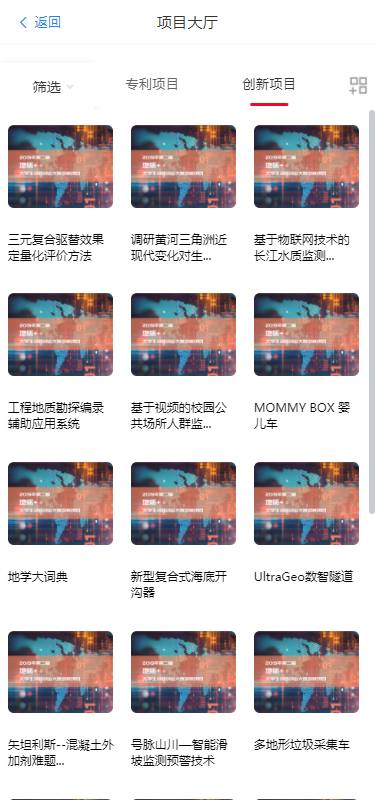 返回
项目大厅
筛选
专利项目
创新项目
三元复合驱替效果
定量化评价方法
调研黄河三角洲近
现代变化对生...
基于物联网技术的
长江水质监测...
工程地质勘探编录
辅助应用系统
基于视频的校园公
共场所人群监...
MOMMY BOX 婴
儿车
地学大词典
新型复合式海底开
沟器
UltraGeo数智隧道
矢坦利斯--混凝土外
加剂难题...
号脉山川—智能滑
坡监测预警技术
多地形垃圾采集车